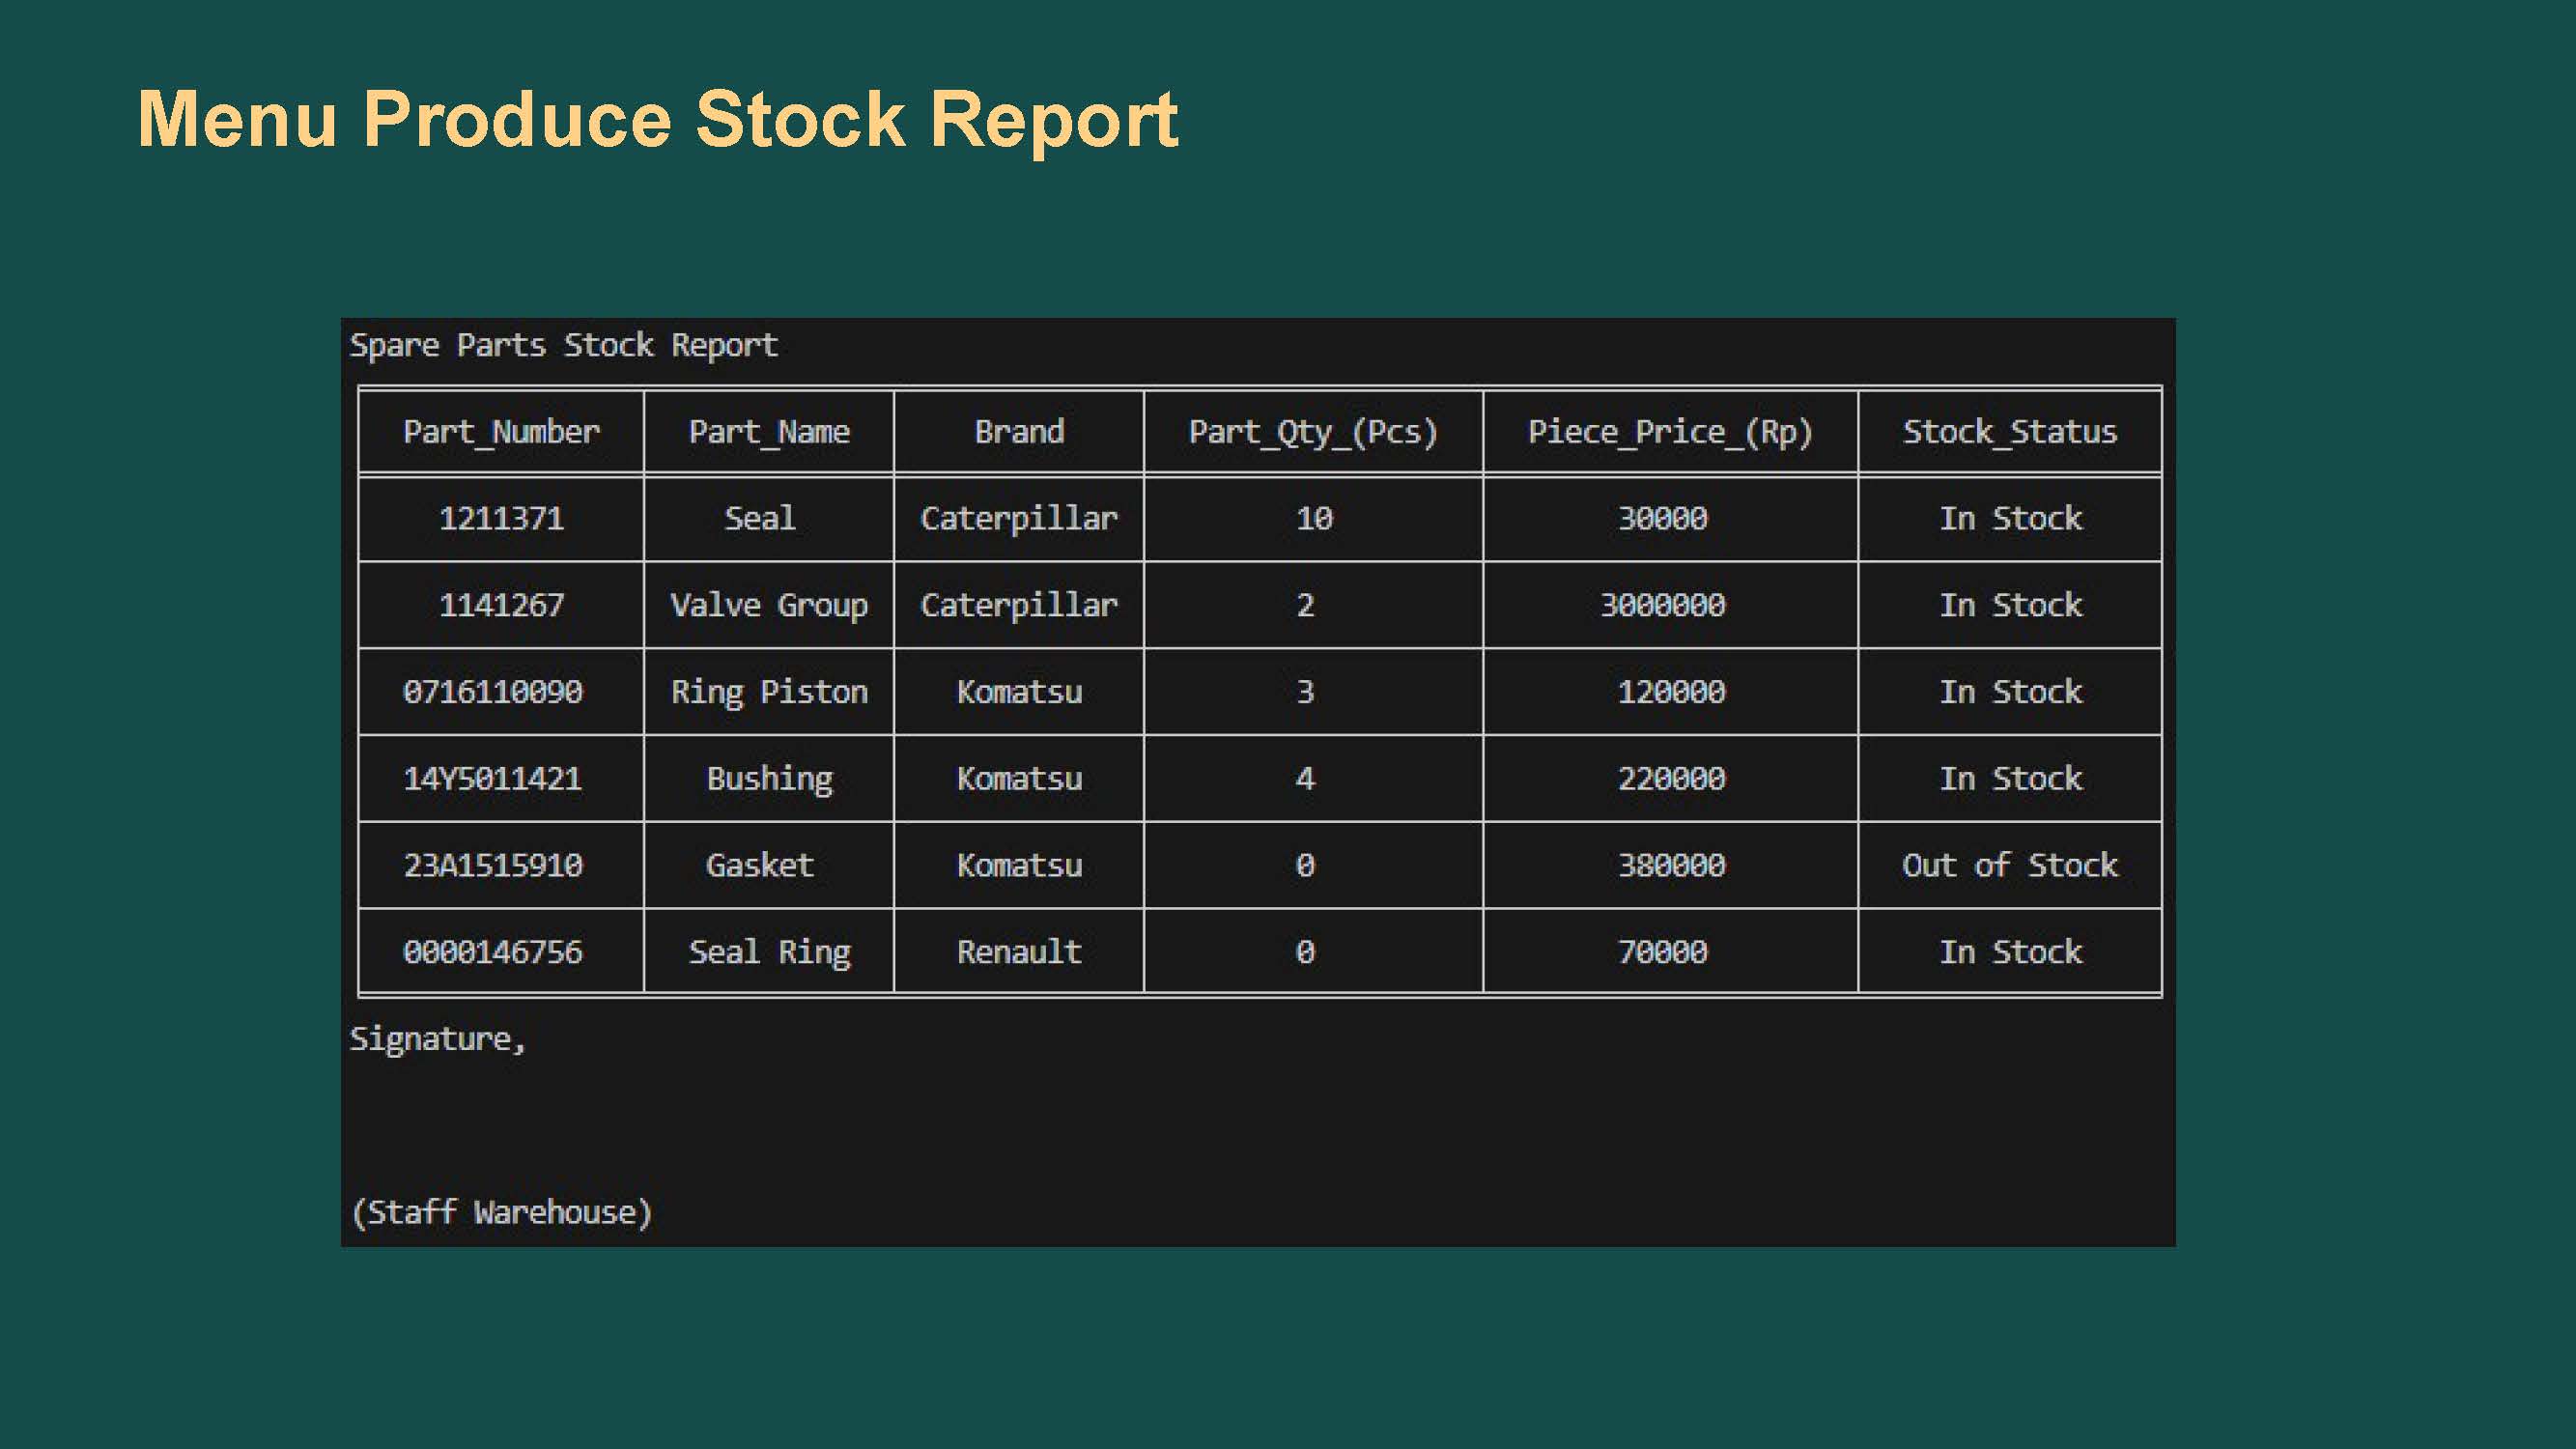 Menu Produce Stock Report
Spare Parts Stock Report
Part_Number Part_Name Brand Part_Qty_(Pcs) Piece_Price_(Rp) Stock_Status
1211371 Seal Caterpillar 10 30000 In Stock
1141267 Valve Group Caterpillar 2 3000000 In Stock
0716110090 Ring Piston Komatsu 3 120000 In Stock
14Y5011421 Bushing Komatsu 4 220000 In Stock
23A1515910 Gasket Komatsu 0 380000 Out of Stock
0000146756 Seal Ring Renault 0 70000 In Stock
Signature,
(Staff Warehouse)